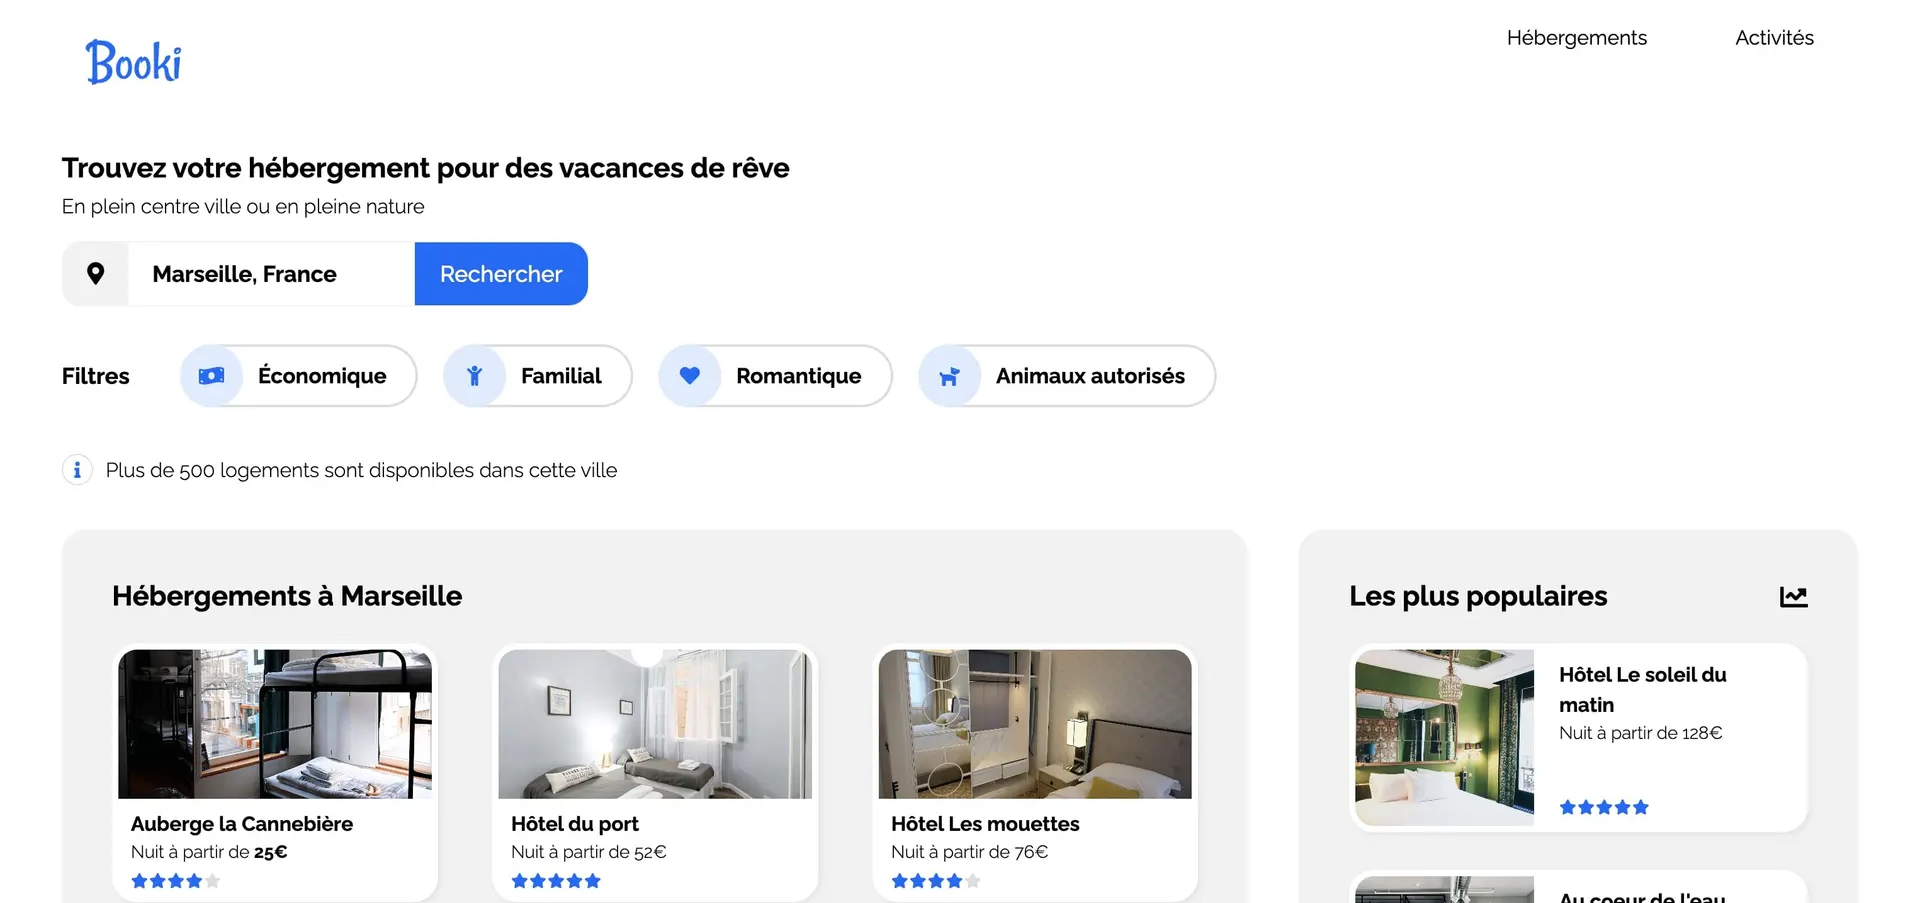 Booki
Hébergements
Activités
Trouvez votre hébergement pour des vacances de rêve
En plein centre ville ou en pleine nature
Marseille, France
Rechercher
Filtres
Économique
Familial
Romantique
Animaux autorisés
Plus de 500 logements sont disponibles dans cette ville
Hébergements à Marseille
Auberge la Cannebière
Nuit à partir de 25€
Hôtel du port
Nuit à partir de 52€
Hôtel Les mouettes
Nuit à partir de 76€
Les plus populaires
Hôtel Le soleil du
matin
Nuit à partir de 128€
Au coeur de l'eau